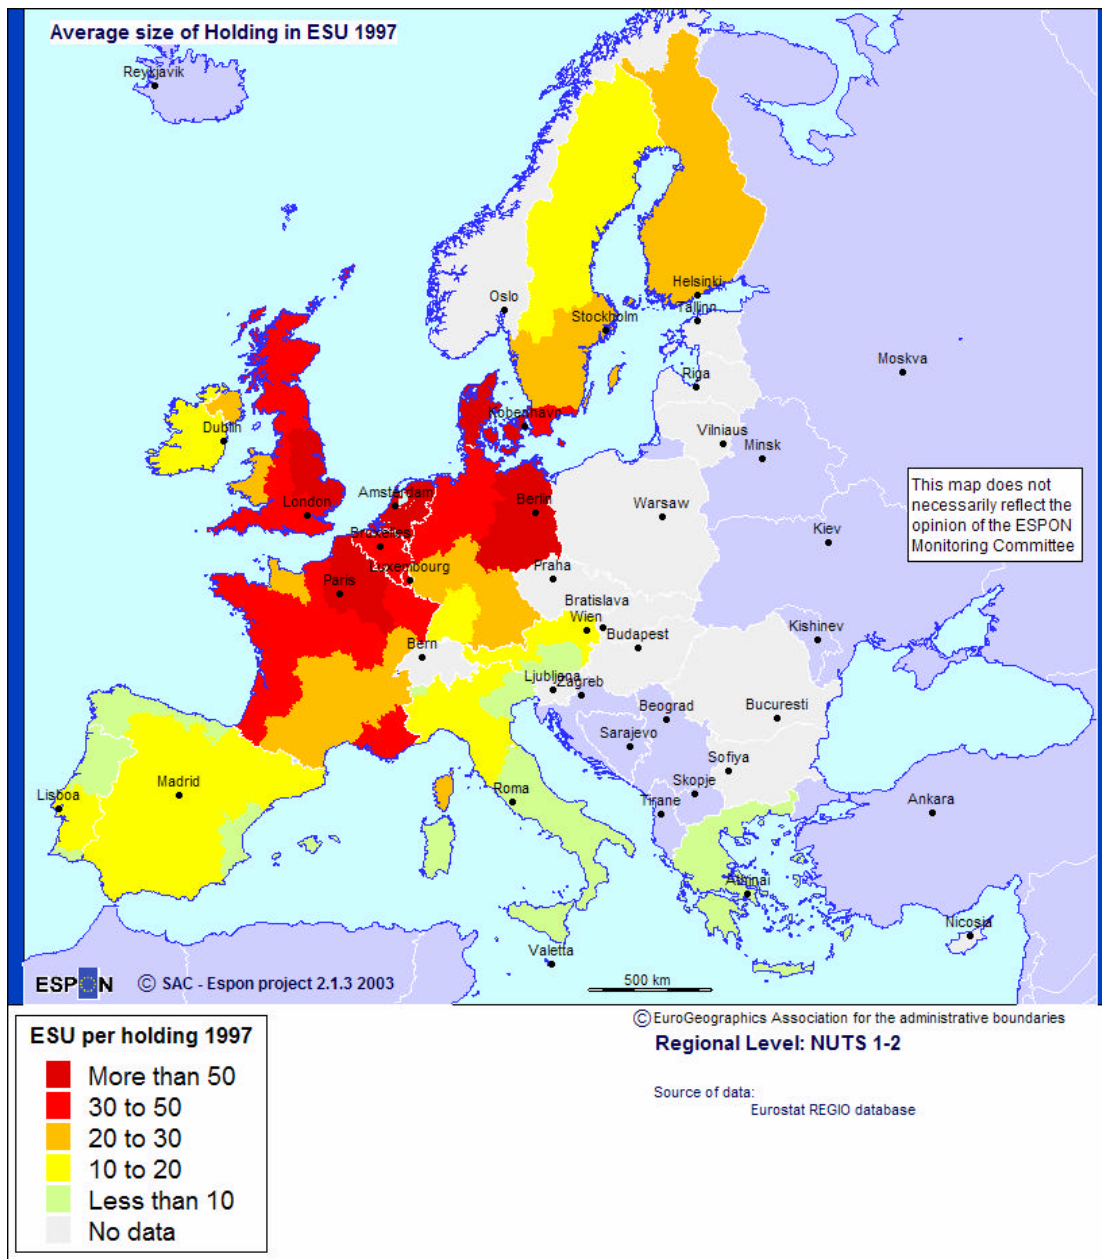 Average size of Holding in ESU 1997
Reykjavik
Oslo
Helsinki
Tallinn
Stockholm
Moskva
Riga
København
Dublin
Vilniaus
Minsk
This map does not
necessarily reflect the
opinion of the ESPON
Monitoring Committee
London
Amsterdam
Berlin
Warsaw
Kiev
Bruxelles
Luxembourg
Praha
Paris
Bratislava
Wien
Budapest
Kishinev
Bern
Ljubljana
Zagreb
Beograd
Bucuresti
Sarajevo
Sofiya
Skopje
Madrid
Lisboa
Roma
Tirane
Ankara
Athinai
Nicosia
Valetta
ESPON © SAC - Espon project 2.1.3 2003
500 km
© EuroGeographics Association for the administrative boundaries
Regional Level: NUTS 1-2
Source of data:
Eurostat REGIO database
ESU per holding 1997
More than 50
30 to 50
20 to 30
10 to 20
Less than 10
No data